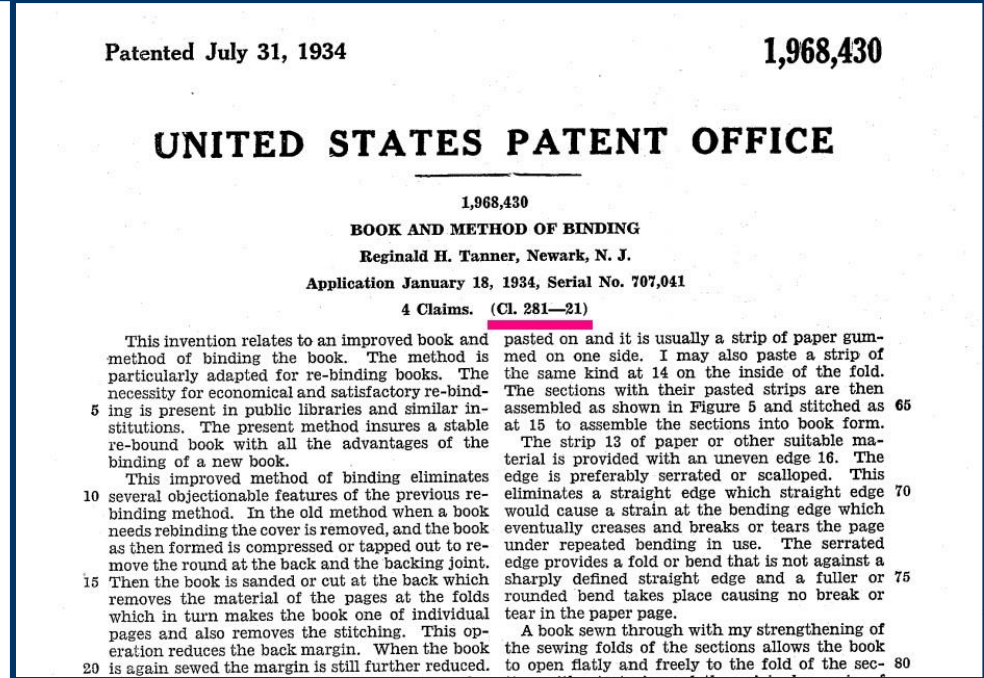 Patented July 31, 1934
1,968,430
UNITED STATES PATENT OFFICE
1,968,430
BOOK AND METHOD OF BINDING
Reginald H. Tanner, Newark, N. J.
Application January 18, 1934, Serial No. 707,041
4 Claims. (Cl. 281—21)
This invention relates to an improved book and
method of binding the book. The method is
particularly adapted for re-binding books. The
necessity for economical and satisfactory re-bind-
5 ing is present in public libraries and similar in-
stitutions. The present method insures a stable
re-bound book with all the advantages of the
binding of a new book.
This improved method of binding eliminates
10 several objectionable features of the previous re-
binding method. In the old method when a book
needs rebinding the cover is removed, and the book
as then formed is compressed or tapped out to re-
move the round at the back and the backing joint.
15 Then the book is sanded or cut at the back which
removes the material of the pages at the folds
which in turn makes the book one of individual
pages and also removes the stitching. This op-
eration reduces the back margin. When the book
20 is again sewed the margin is still further reduced.
pasted on and it is usually a strip of paper gum-
med on one side. I may also paste a strip of
the same kind at 14 on the inside of the fold.
The sections with their pasted strips are then
assembled as shown in Figure 5 and stitched as 65
at 15 to assemble the sections into book form.
The strip 13 of paper or other suitable ma-
terial is provided with an uneven edge 16. The
edge is preferably serrated or scalloped. This
eliminates a straight edge which straight edge 70
would cause a strain at the bending edge which
eventually creases and breaks or tears the page
under repeated bending in use. The serrated
edge provides a fold or bend that is not against a
sharply defined straight edge and a fuller or 75
rounded bend takes place causing no break or
tear in the paper page.
A book sewn through with my strengthening of
the sewing folds of the sections allows the book
to open flatly and freely to the fold of the sec- 80